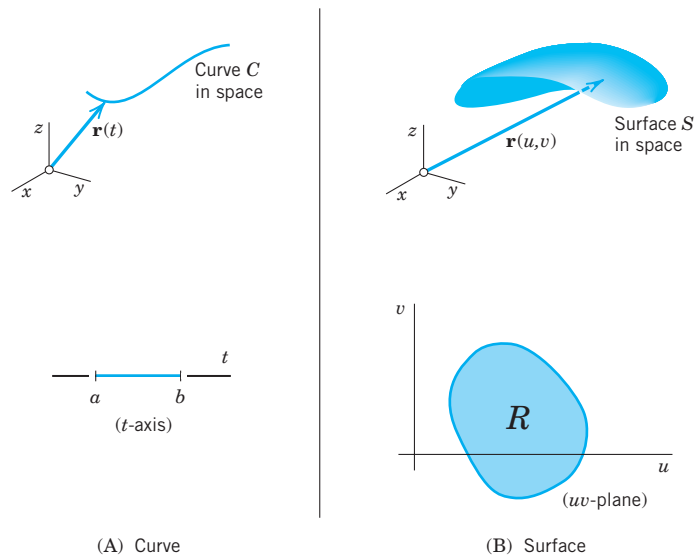 Curve C
in space
r(t)
z
x
y
t
a
b
(t-axis)
(A) Curve
Surface S
in space
r(u,v)
z
x
y
v
R
u
(uv-plane)
(B) Surface